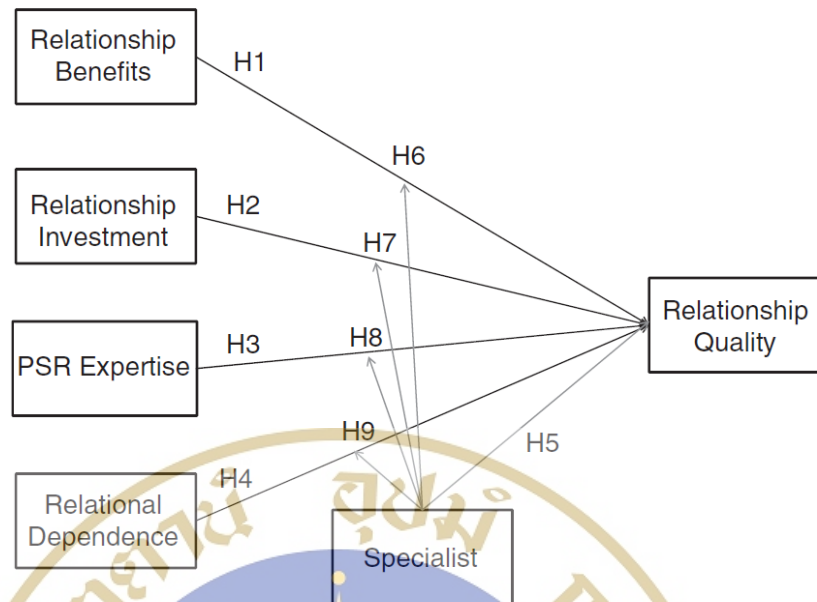 Relationship
Benefits
H1
H6
Relationship
Investment
H2
H7
Relationship
Quality
PSR Expertise
H3
H8
H9
H5
Relational
Dependence
H4
Specialist